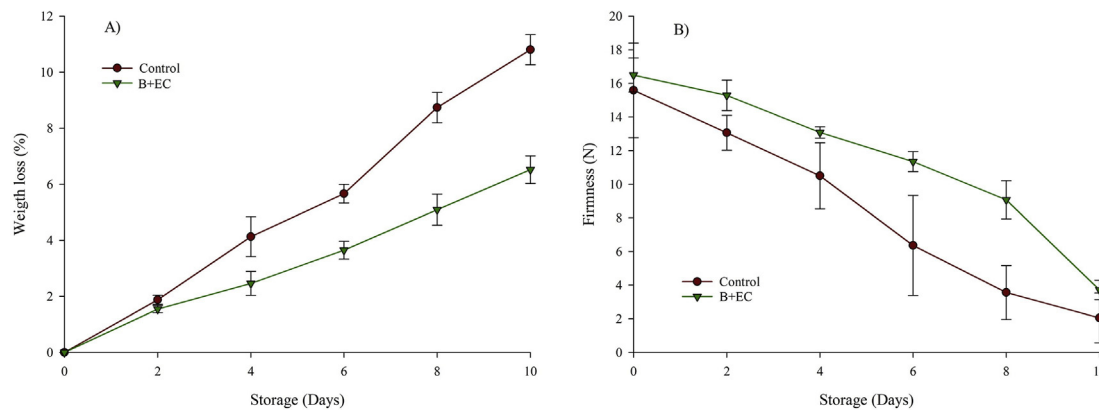 A)
Control
B+EC
12
10
8
6
4
2
0
Weigth loss (%)
0 2 4 6 8 10
Storage (Days)
B)
20
18
16
14
12
10
8
6
4
2
0
Firmness (N)
Control
B+EC
0 2 4 6 8 1
Storage (Days)